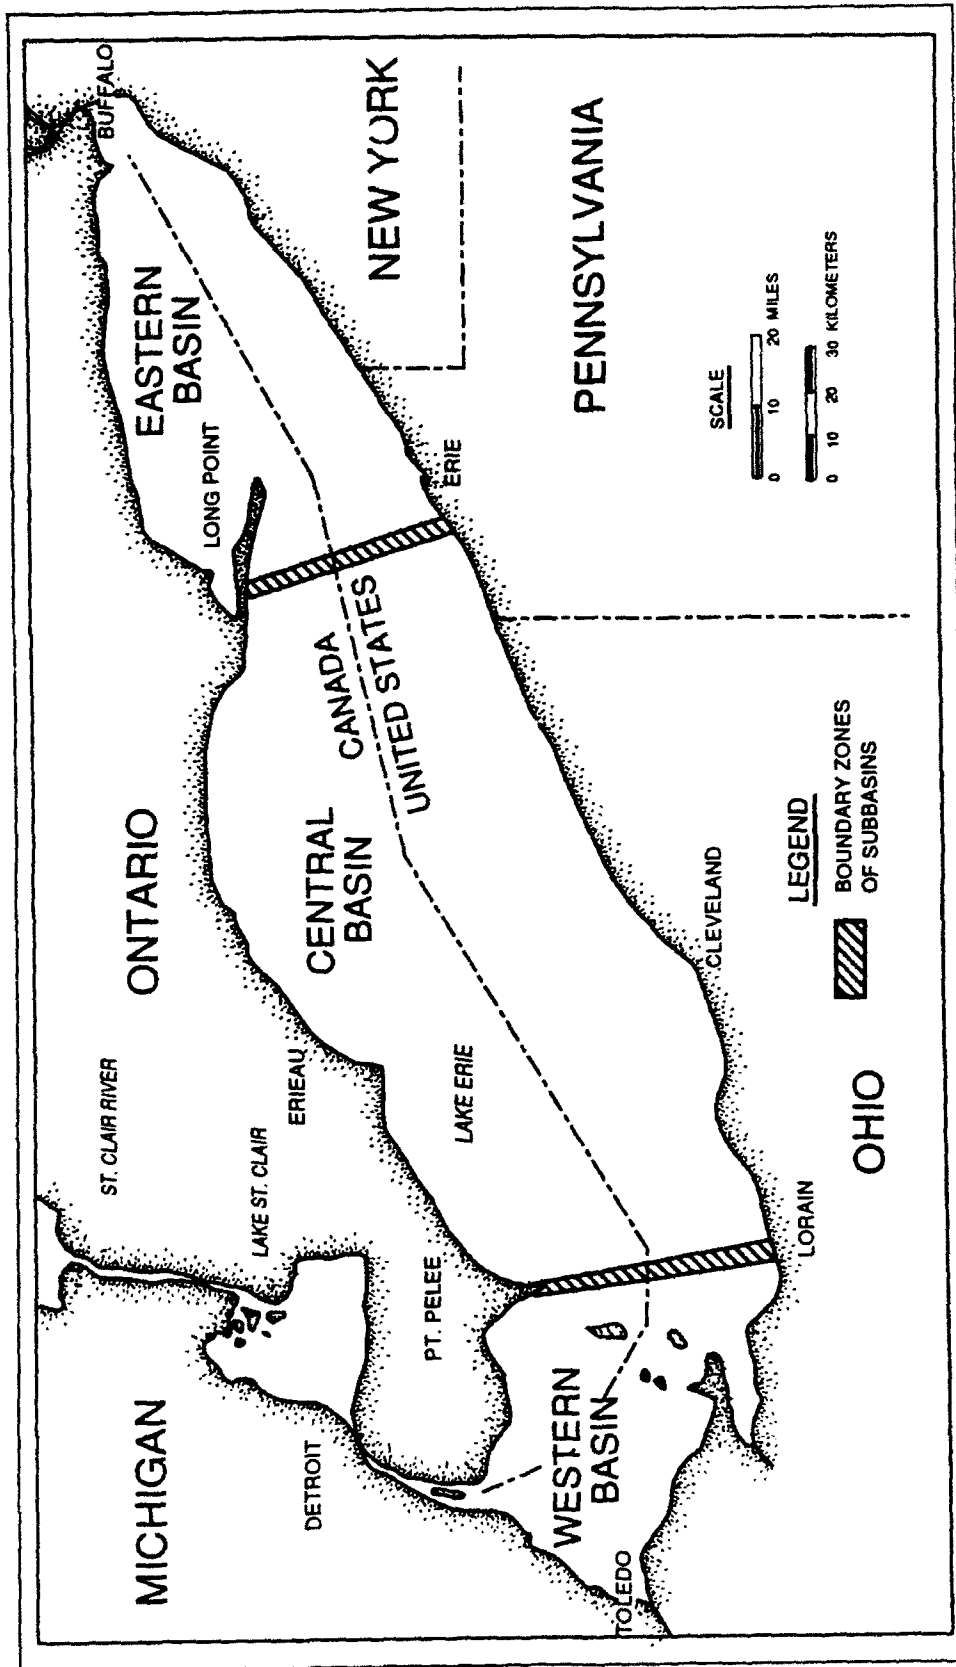 MICHIGAN
ST. CLAIR RIVER
LAKE ST. CLAIR
DETROIT
ONTARIO
ERIEAU
PT. PELEE
LONG POINT
BUFFALO
EASTERN
BASIN
CENTRAL
BASIN
WESTERN
BASIN
CANADA
UNITED STATES
LAKE ERIE
NEW YORK
ERIE
PENNSYLVANIA
CLEVELAND
LORAIN
TOLEDO
OHIO
LEGEND
BOUNDARY ZONES
OF SUBBASINS
SCALE
0 10 20 MILES
0 10 20 30 KILOMETERS